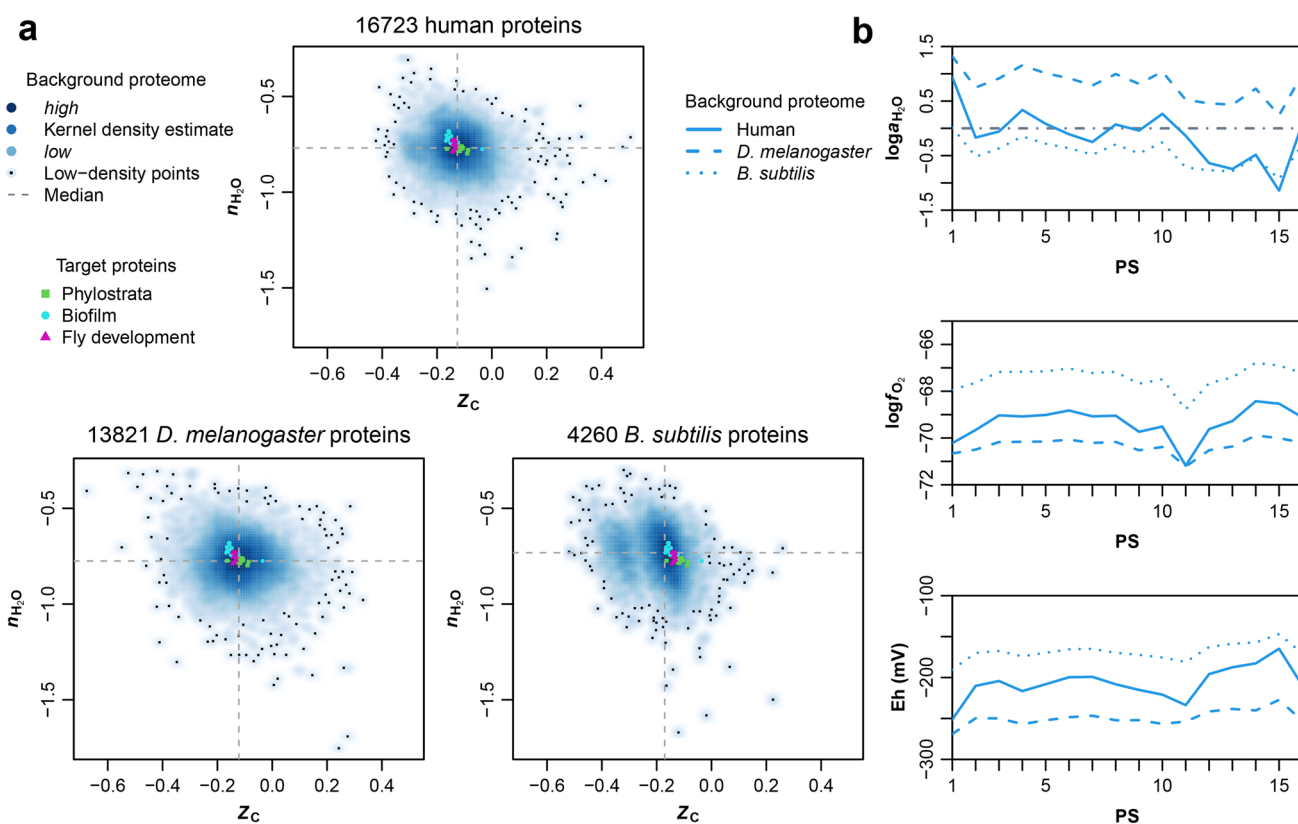 a
16723 human proteins
Background proteome
high
Kernel density estimate
low
Low−density points
Median
Target proteins
Phylostrata
Biofilm
Fly development
nH2O
−0.5
−1.0
−1.5
−0.6 −0.4 −0.2 0.0 0.2 0.4
ZC
13821 D. melanogaster proteins
nH2O
−0.5
−1.0
−1.5
−0.6 −0.4 −0.2 0.0 0.2 0.4
ZC
4260 B. subtilis proteins
nH2O
−0.5
−1.0
−1.5
−0.6 −0.4 −0.2 0.0 0.2 0.4
ZC
b
Background proteome
Human
D. melanogaster
B. subtilis
logaH2O
1.5
0.5
−0.5
−1.5
1 5 10 15
PS
logfO2
−66
−68
−70
−72
1 5 10 15
PS
Eh (mV)
−100
−200
−300
1 5 10 15
PS